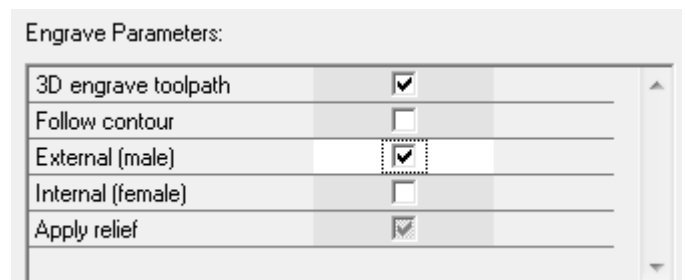 Engrave Parameters:
3D engrave toolpath
Follow contour
External (male)
Internal (female)
Apply relief